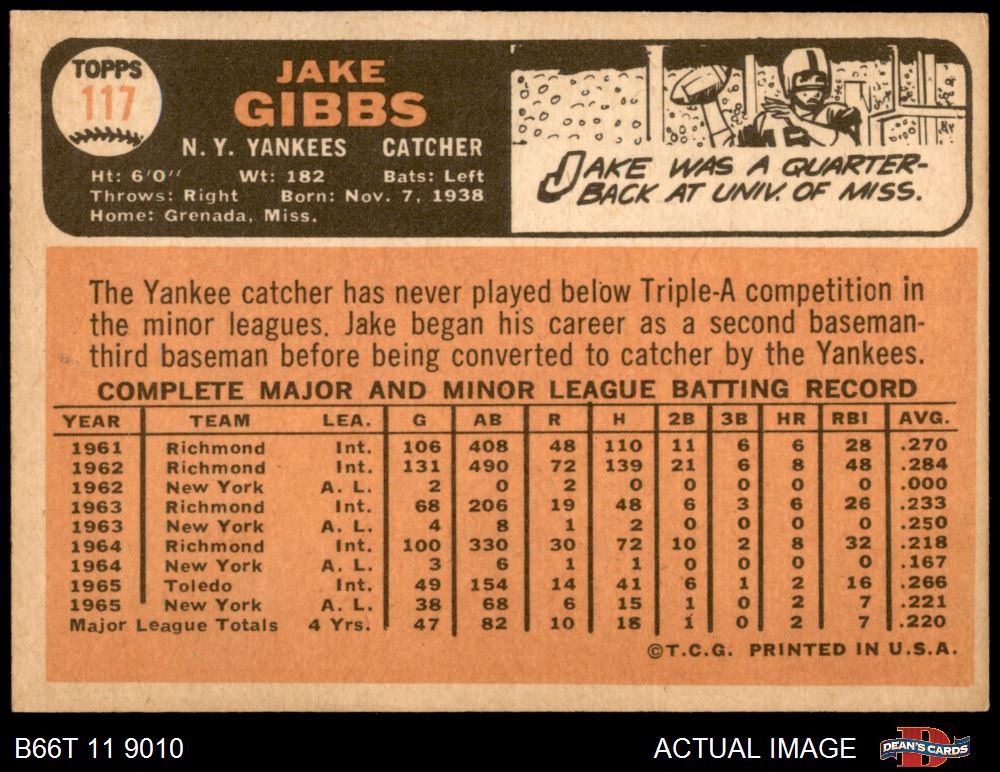 TOPPS
117
JAKE
GIBBS
N. Y. YANKEES CATCHER
Ht: 6'0" Wt: 182 Bats: Left
Throws: Right Born: Nov. 7, 1938
Home: Grenada, Miss.
JAKE WAS A QUARTER-
BACK AT UNIV. OF MISS.
The Yankee catcher has never played below Triple-A competition in
the minor leagues. Jake began his career as a second baseman-
third baseman before being converted to catcher by the Yankees.
COMPLETE MAJOR AND MINOR LEAGUE BATTING RECORD
YEAR TEAM LEA. G AB R H 2B 3B HR RBI AVG.
1961 Richmond Int. 106 408 48 110 11 6 6 28 .270
1962 Richmond Int. 131 490 72 139 21 6 8 48 .284
1962 New York A. L. 2 0 2 0 0 0 0 0 .000
1963 Richmond Int. 68 206 19 48 6 3 6 26 .233
1963 New York A. L. 4 8 1 2 0 0 0 0 .250
1964 Richmond Int. 100 330 30 72 10 2 8 32 .218
1964 New York A. L. 3 6 1 1 0 0 0 0 .167
1965 Toledo Int. 49 154 14 41 6 1 2 16 .266
1965 New York A. L. 38 68 6 15 1 0 2 7 .221
Major League Totals 4 Yrs. 47 82 10 18 1 0 2 7 .220
©T.C.G. PRINTED IN U.S.A.
B66T 11 9010
ACTUAL IMAGE
DEAN'S CARDS